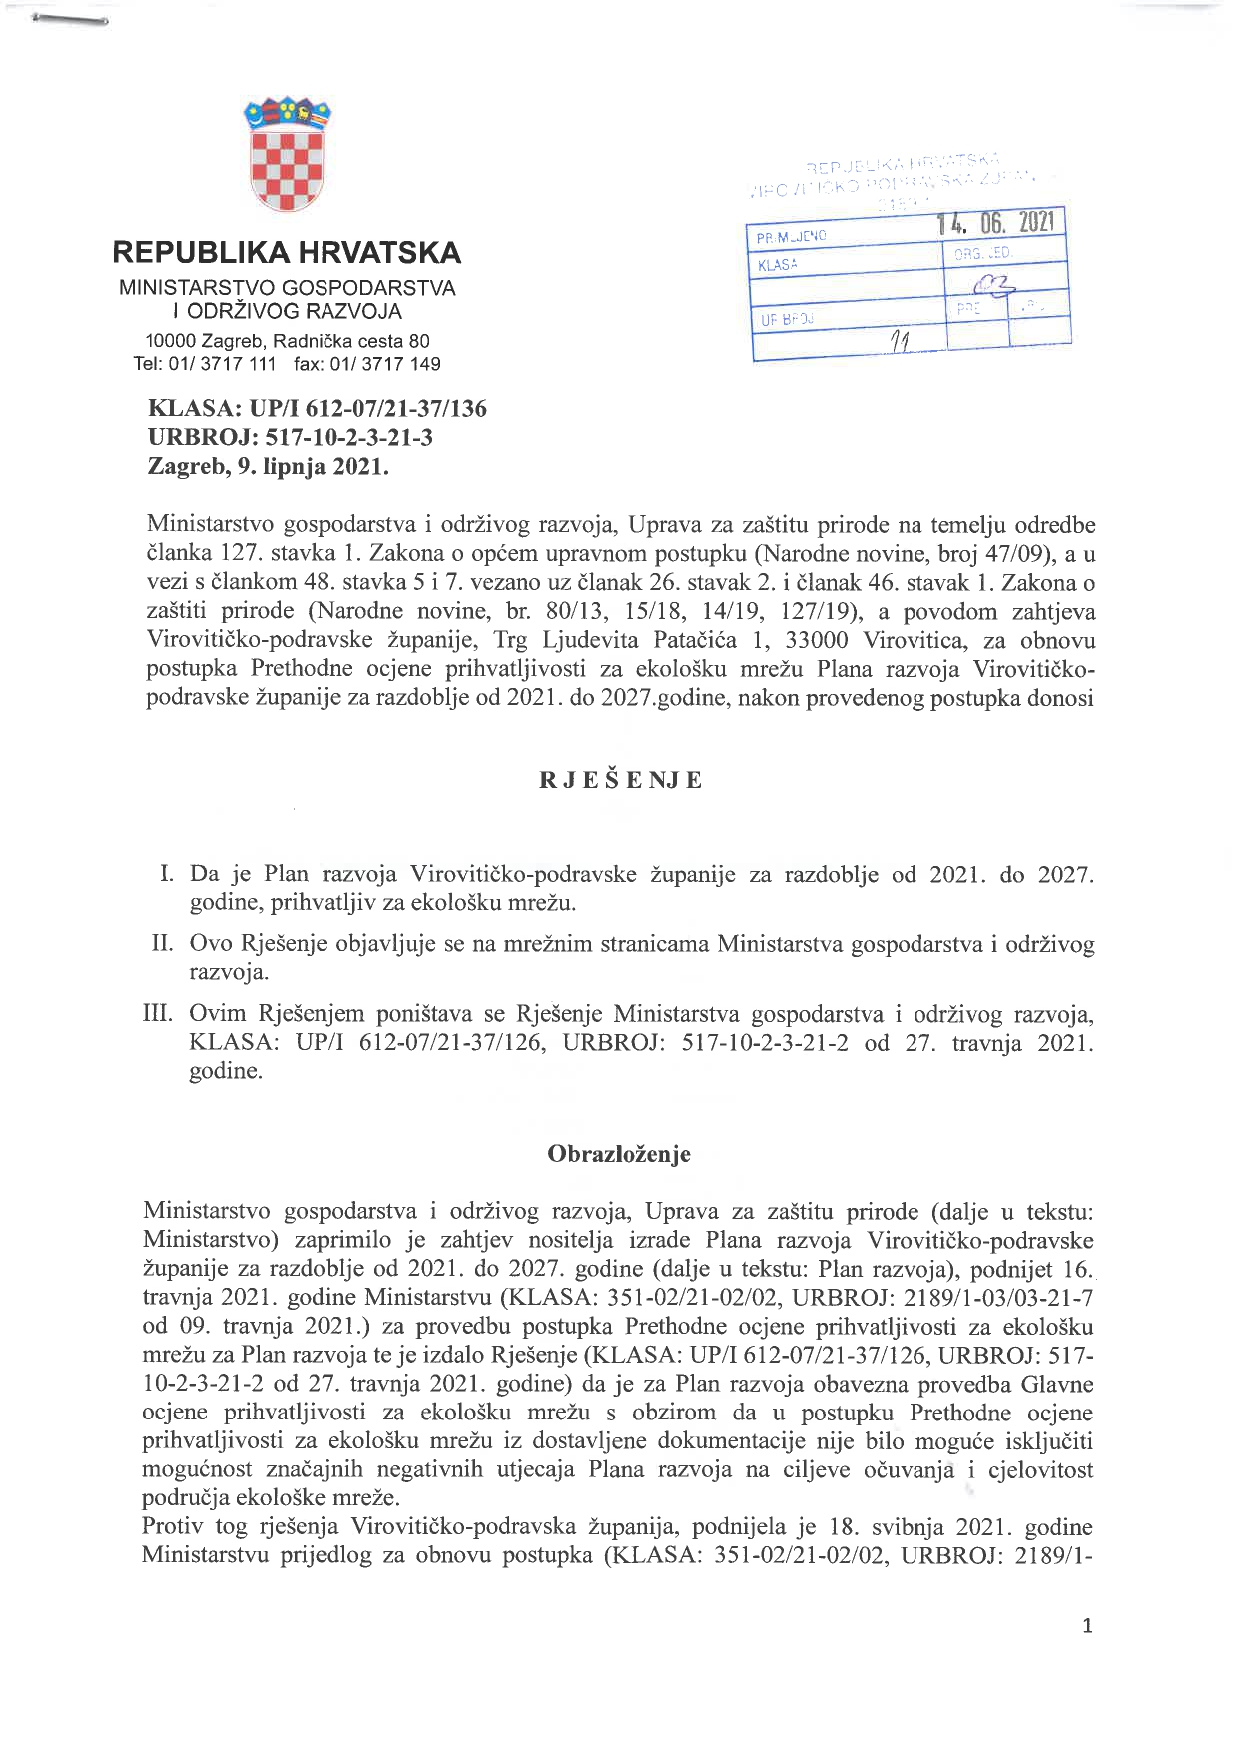 REPUBLIKA HRVATSKA
MINISTARSTVO GOSPODARSTVA
I ODRŽIVOG RAZVOJA
10000 Zagreb, Radnička cesta 80
Tel: 01/ 3717 111 fax: 01/ 3717 149
REPUBLIKA HRVATSKA
PRIMLJENO 14. 06. 2021
KLASA ORG. JED.
03
UR BROJ
11
KLASA: UP/I 612-07/21-37/136
URBROJ: 517-10-2-3-21-3
Zagreb, 9. lipnja 2021.
Ministarstvo gospodarstva i održivog razvoja, Uprava za zaštitu prirode na temelju odredbe
članka 127. stavka 1. Zakona o općem upravnom postupku (Narodne novine, broj 47/09), a u
vezi s člankom 48. stavka 5 i 7. vezano uz članak 26. stavak 2. i članak 46. stavak 1. Zakona o
zaštiti prirode (Narodne novine, br. 80/13, 15/18, 14/19, 127/19), a povodom zahtjeva
Virovitičko-podravske županije, Trg Ljudevita Patačića 1, 33000 Virovitica, za obnovu
postupka Prethodne ocjene prihvatljivosti za ekološku mrežu Plana razvoja Virovitičko-
podravske županije za razdoblje od 2021. do 2027.godine, nakon provedenog postupka donosi
R J E Š E NJ E
I. Da je Plan razvoja Virovitičko-podravske županije za razdoblje od 2021. do 2027.
godine, prihvatljiv za ekološku mrežu.
II. Ovo Rješenje objavljuje se na mrežnim stranicama Ministarstva gospodarstva i održivog
razvoja.
III. Ovim Rješenjem poništava se Rješenje Ministarstva gospodarstva i održivog razvoja,
KLASA: UP/I 612-07/21-37/126, URBROJ: 517-10-2-3-21-2 od 27. travnja 2021.
godine.
Obrazloženje
Ministarstvo gospodarstva i održivog razvoja, Uprava za zaštitu prirode (dalje u tekstu:
Ministarstvo) zaprimilo je zahtjev nositelja izrade Plana razvoja Virovitičko-podravske
županije za razdoblje od 2021. do 2027. godine (dalje u tekstu: Plan razvoja), podnijet 16.
travnja 2021. godine Ministarstvu (KLASA: 351-02/21-02/02, URBROJ: 2189/1-03/03-21-7
od 09. travnja 2021.) za provedbu postupka Prethodne ocjene prihvatljivosti za ekološku
mrežu za Plan razvoja te je izdalo Rješenje (KLASA: UP/I 612-07/21-37/126, URBROJ: 517-
10-2-3-21-2 od 27. travnja 2021. godine) da je za Plan razvoja obavezna provedba Glavne
ocjene prihvatljivosti za ekološku mrežu s obzirom da u postupku Prethodne ocjene
prihvatljivosti za ekološku mrežu iz dostavljene dokumentacije nije bilo moguće isključiti
mogućnost značajnih negativnih utjecaja Plana razvoja na ciljeve očuvanja i cjelovitost
područja ekološke mreže.
Protiv tog rješenja Virovitičko-podravska županija, podnijela je 18. svibnja 2021. godine
Ministarstvu prijedlog za obnovu postupka (KLASA: 351-02/21-02/02, URBROJ: 2189/1-
1